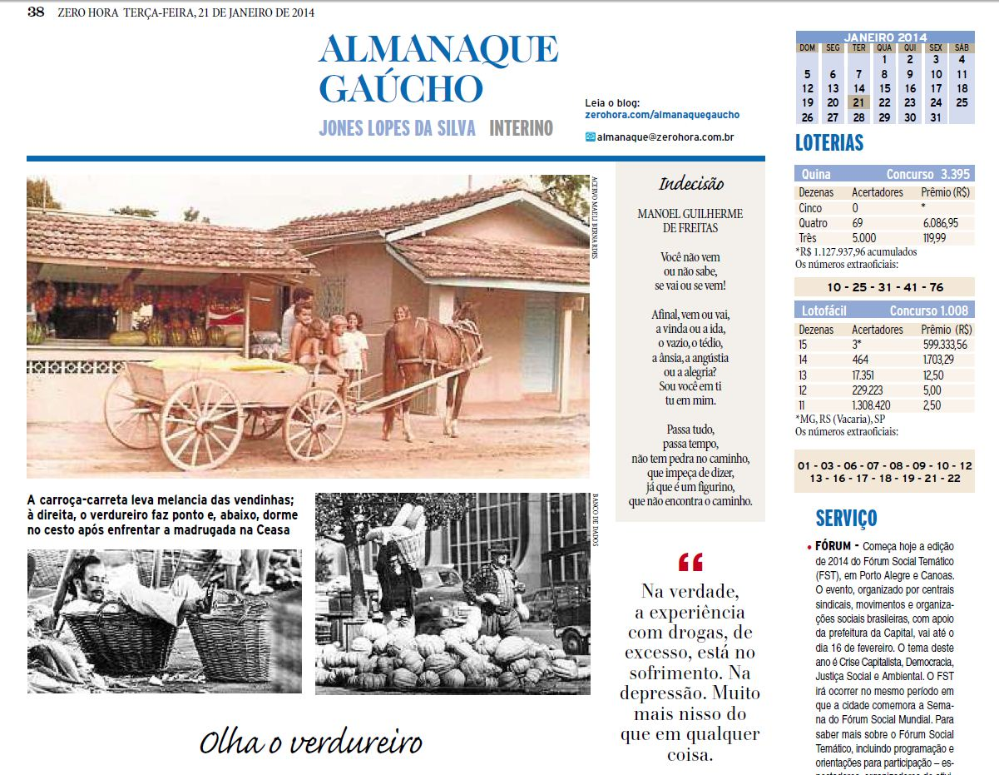 38 ZERO HORA TERÇA-FEIRA, 21 DE JANEIRO DE 2014
ALMANAQUE
GAÚCHO
JONES LOPES DA SILVA INTERINO
Leia o blog:
zerohora.com/almanaquegaucho
almanaque@zerohora.com.br
ACERVO MAELI BERNARDES
A carroça-carreta leva melancia das vendinhas;
à direita, o verdureiro faz ponto e, abaixo, dorme
no cesto após enfrentar a madrugada na Ceasa
BANCO DE DADOS
Olha o verdureiro
Indecisão
MANOEL GUILHERME
DE FREITAS
Você não vem
ou não sabe,
se vai ou se vem!
Afinal, vem ou vai,
a vinda ou a ida,
o vazio, o tédio,
a ânsia, a angústia
ou a alegria?
Sou você em ti
tu em mim.
Passa tudo,
passa tempo,
não tem pedra no caminho,
que impeça de dizer,
já que é um figurino,
que não encontra o caminho.
“
Na verdade,
a experiência
com drogas, de
excesso, está no
sofrimento. Na
depressão. Muito
mais nisso do
que em qualquer
coisa.
JANEIRO 2014
DOM SEG TER QUA QUI SEX SÁB
1 2 3 4
5 6 7 8 9 10 11
12 13 14 15 16 17 18
19 20 21 22 23 24 25
26 27 28 29 30 31
LOTERIAS
Quina Concurso 3.395
Dezenas Acertadores Prêmio (R$)
Cinco 0 *
Quatro 69 6.086,95
Três 5.000 119,99
*R$ 1.127.937,96 acumulados
Os números extraoficiais:
10 - 25 - 31 - 41 - 76
Lotofácil Concurso 1.008
Dezenas Acertadores Prêmio (R$)
15 3* 599.333,56
14 464 1.703,29
13 17.351 12,50
12 229.223 5,00
11 1.308.420 2,50
*MG, RS (Vacaria), SP
Os números extraoficiais:
01 - 03 - 06 - 07 - 08 - 09 - 10 - 12
13 - 16 - 17 - 18 - 19 - 21 - 22
SERVIÇO
• FÓRUM - Começa hoje a edição
de 2014 do Fórum Social Temático
(FST), em Porto Alegre e Canoas.
O evento, organizado por centrais
sindicais, movimentos e organiza-
ções sociais brasileiras, com apoio
da prefeitura da Capital, vai até o
dia 16 de fevereiro. O tema deste
ano é Crise Capitalista, Democracia,
Justiça Social e Ambiental. O FST
irá ocorrer no mesmo período em
que a cidade comemora a Sema-
na do Fórum Social Mundial. Para
saber mais sobre o Fórum Social
Temático, incluindo programação e
orientações para participação – es-